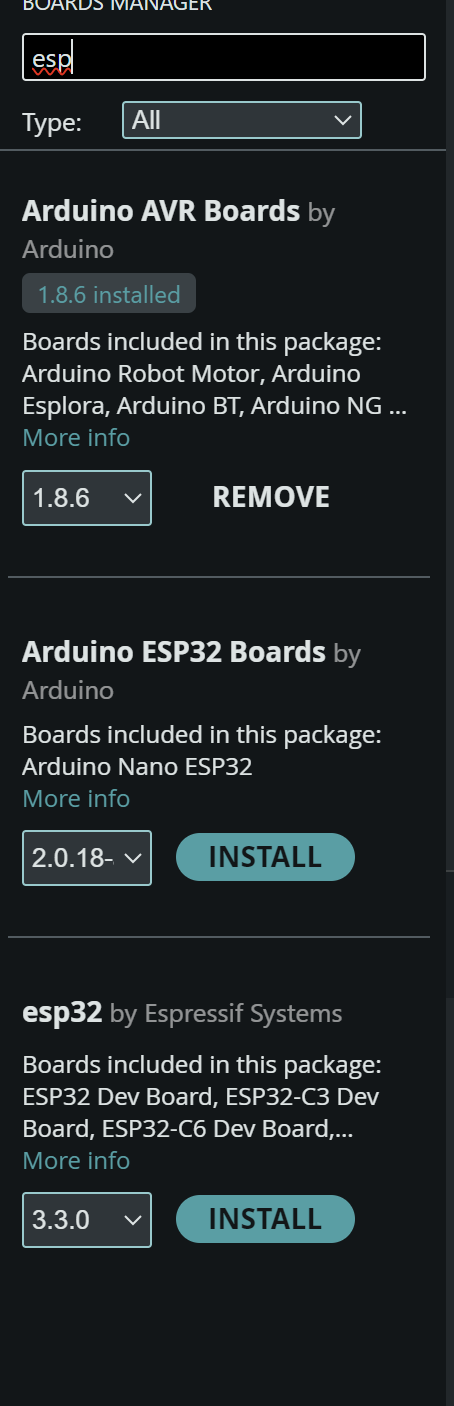 BOARDS MANAGER
esp
Type: All
Arduino AVR Boards by
Arduino
1.8.6 installed
Boards included in this package:
Arduino Robot Motor, Arduino
Esplora, Arduino BT, Arduino NG ...
More info
1.8.6 REMOVE
Arduino ESP32 Boards by
Arduino
Boards included in this package:
Arduino Nano ESP32
More info
2.0.18- INSTALL
esp32 by Espressif Systems
Boards included in this package:
ESP32 Dev Board, ESP32-C3 Dev
Board, ESP32-C6 Dev Board,...
More info
3.3.0 INSTALL